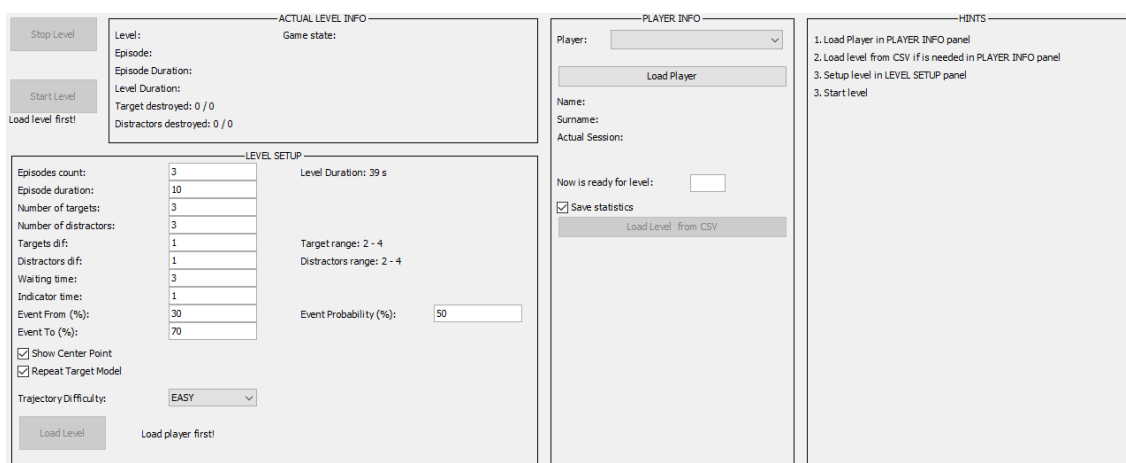 Stop Level
Start Level
Load level first!
ACTUAL LEVEL INFO
Level: Game state:
Episode:
Episode Duration:
Level Duration:
Target destroyed: 0 / 0
Distractors destroyed: 0 / 0
LEVEL SETUP
Episodes count: 3 Level Duration: 39 s
Episode duration: 10
Number of targets: 3
Number of distractors: 3
Targets dif: 1 Target range: 2 - 4
Distractors dif: 1 Distractors range: 2 - 4
Waiting time: 3
Indicator time: 1
Event From (%): 30 Event Probability (%): 50
Event To (%): 70
Show Center Point
Repeat Target Model
Trajectory Difficulty: EASY
Load Level Load player first!
PLAYER INFO
Player:
Load Player
Name:
Surname:
Actual Session:
Now is ready for level:
Save statistics
Load Level from CSV
HINTS
1. Load Player in PLAYER INFO panel
2. Load level from CSV if is needed in PLAYER INFO panel
3. Setup level in LEVEL SETUP panel
3. Start level